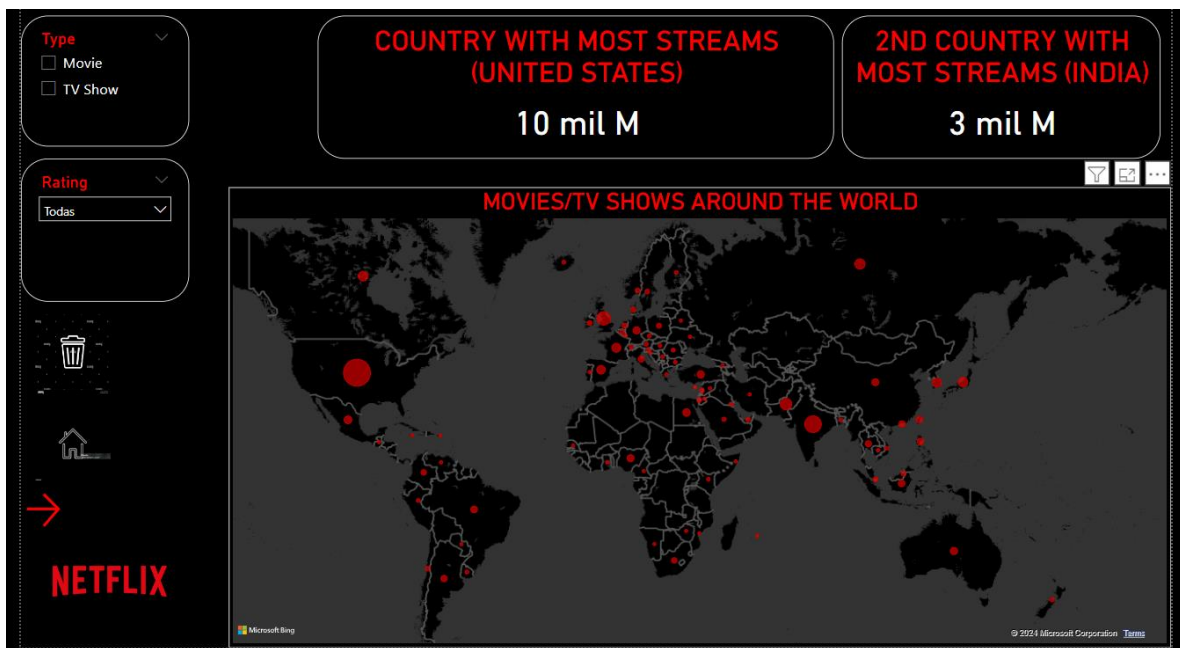 Type
Movie
TV Show
COUNTRY WITH MOST STREAMS
(UNITED STATES)
10 mil M
2ND COUNTRY WITH
MOST STREAMS (INDIA)
3 mil M
Rating
Todas
MOVIES/TV SHOWS AROUND THE WORLD
NETFLIX
Microsoft Bing
© 2024 Microsoft Corporation Terms